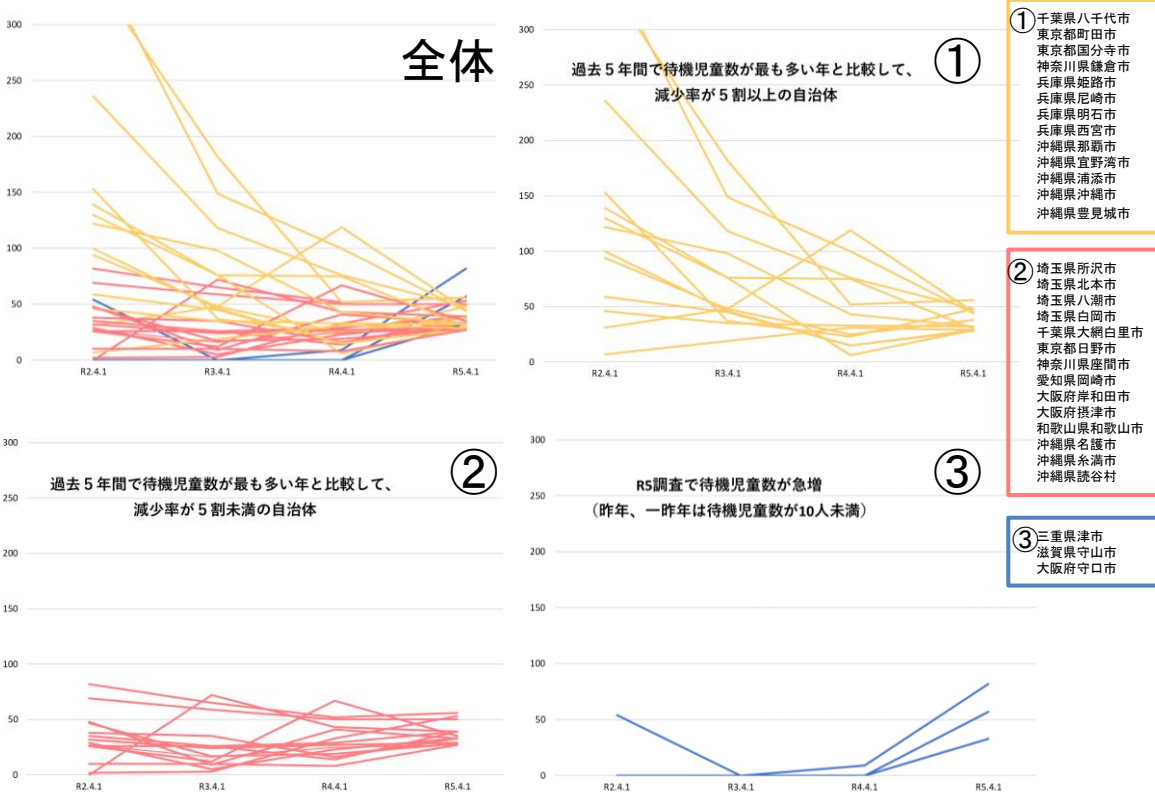 全体
300
250
200
150
100
50
0
R2.4.1
R3.4.1
R4.4.1
R5.4.1
①
過去５年間で待機児童数が最も多い年と比較して、
減少率が５割以上の自治体
300
250
200
150
100
50
0
R2.4.1
R3.4.1
R4.4.1
R5.4.1
①
千葉県八千代市
東京都町田市
東京都国分寺市
神奈川県鎌倉市
兵庫県姫路市
兵庫県尼崎市
兵庫県明石市
兵庫県西宮市
沖縄県那覇市
沖縄県宜野湾市
沖縄県浦添市
沖縄県沖縄市
沖縄県豊見城市
②
埼玉県所沢市
埼玉県北本市
埼玉県八潮市
埼玉県白岡市
千葉県大網白里市
東京都日野市
神奈川県座間市
愛知県岡崎市
大阪府岸和田市
大阪府摂津市
和歌山県和歌山市
沖縄県名護市
沖縄県糸満市
沖縄県読谷村
③
三重県津市
滋賀県守山市
大阪府守口市
②
過去５年間で待機児童数が最も多い年と比較して、
減少率が５割未満の自治体
300
250
200
150
100
50
0
R2.4.1
R3.4.1
R4.4.1
R5.4.1
③
R5調査で待機児童数が急増
（昨年、一昨年は待機児童数が10人未満）
300
250
200
150
100
50
0
R2.4.1
R3.4.1
R4.4.1
R5.4.1